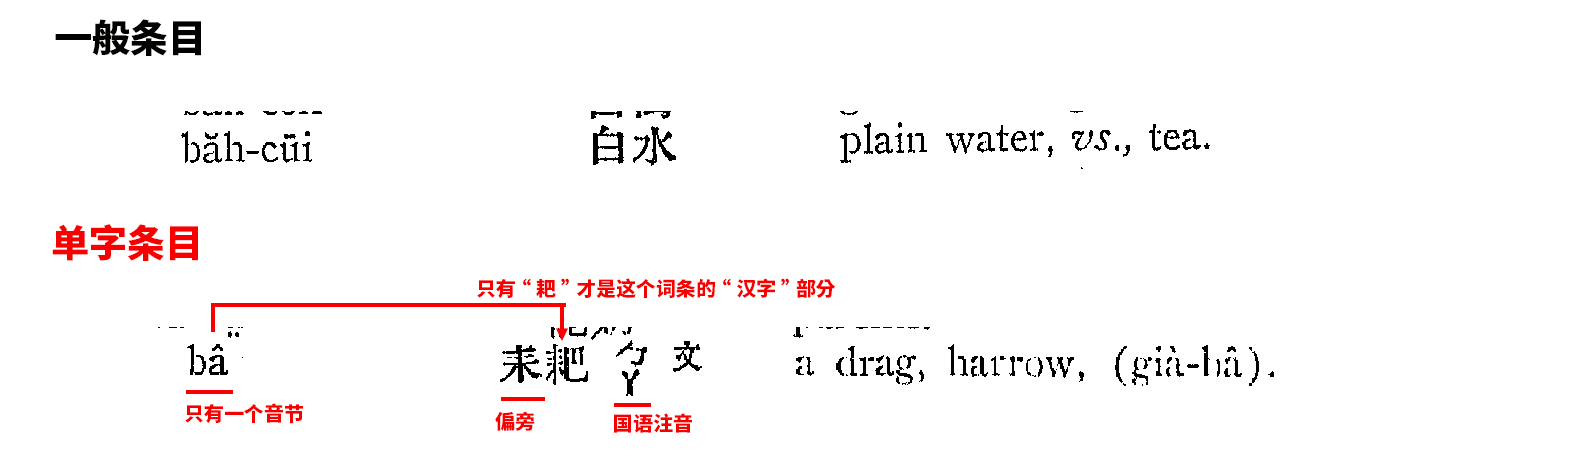 一般条目
băh-cūi 白水 plain water, vs., tea.
单字条目
只有“耙”才是这个词条的“汉字”部分
bâ 耒耙 ㄅㄚ 文 a drag, harrow, (già-bâ).
只有一个音节 偏旁 国语注音